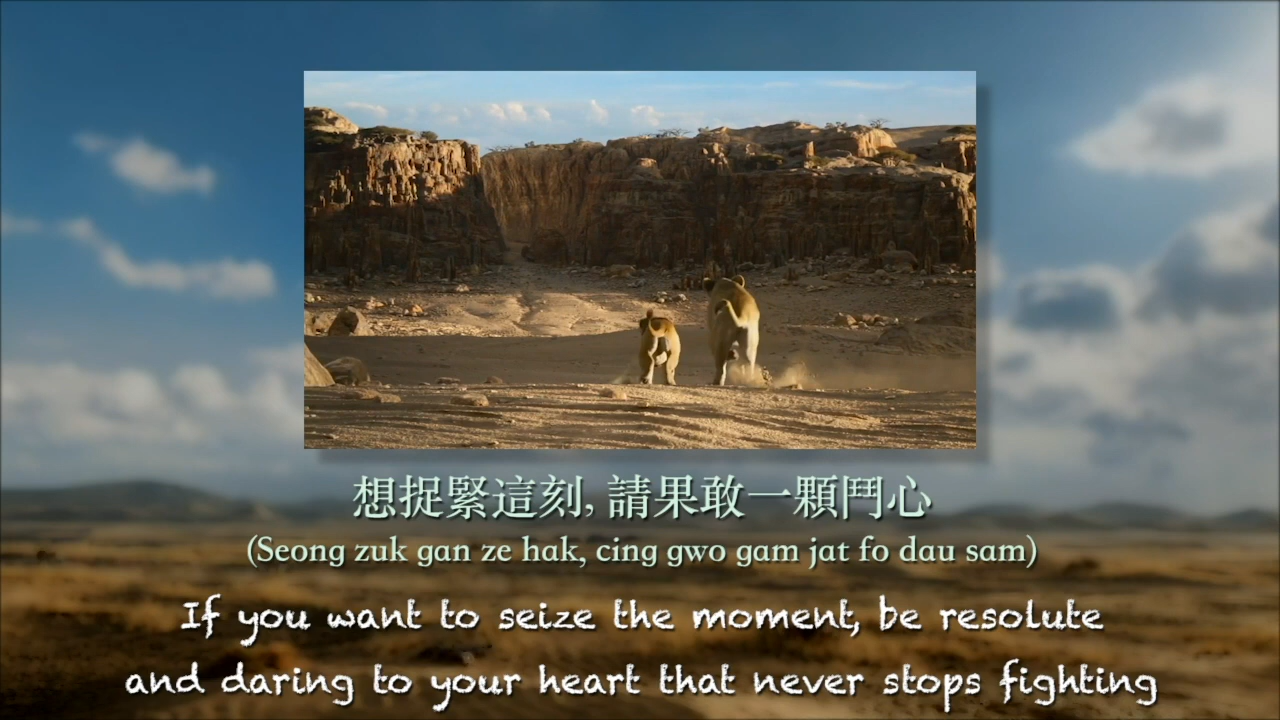 想捉緊這刻, 請果敢一顆鬥心
(Seong zuk gan ze hak, cing gwo gam jat fo dau sam)
If you want to seize the moment, be resolute
and daring to your heart that never stops fighting